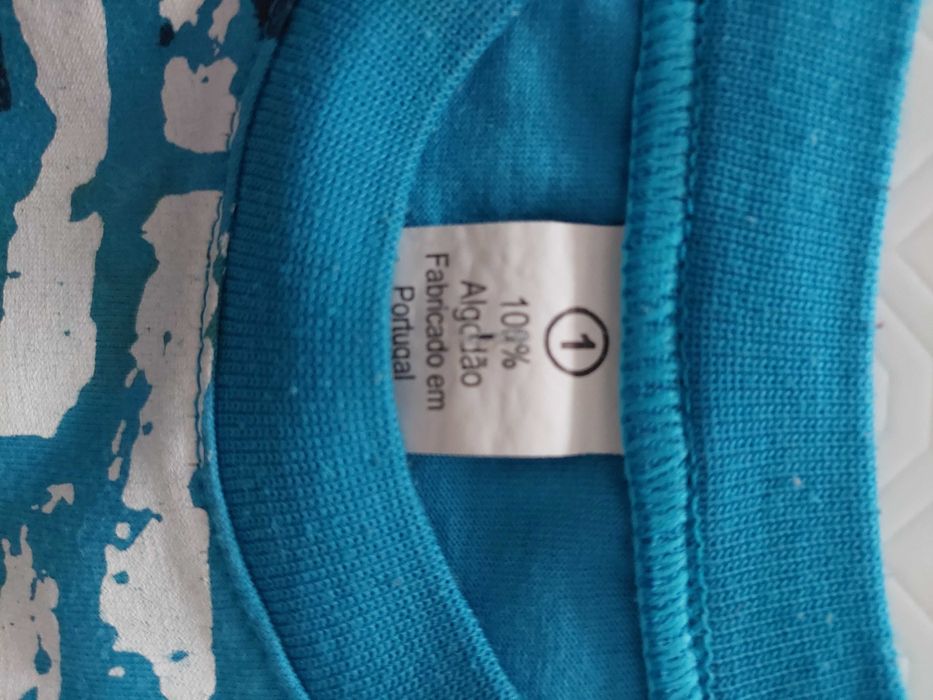 1
100%
Algodão
Fabricado em
Portugal